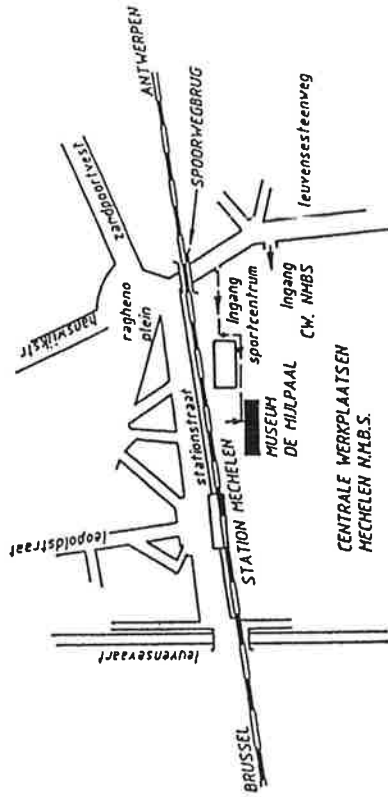 ANTWERPEN
SPOORWEGBRUG
zandpoortvest
hanswijkstr
ragheno
plein
leuvensesteenweg
Ingang
sportcentrum
Ingang
CW. NMBS
stationstraat
MUSEUM
DE MIJLPAAL
leopoldstraat
STATION MECHELEN
CENTRALE WERKPLAATSEN
MECHELEN N.M.B.S.
leuvensevaart
BRUSSEL